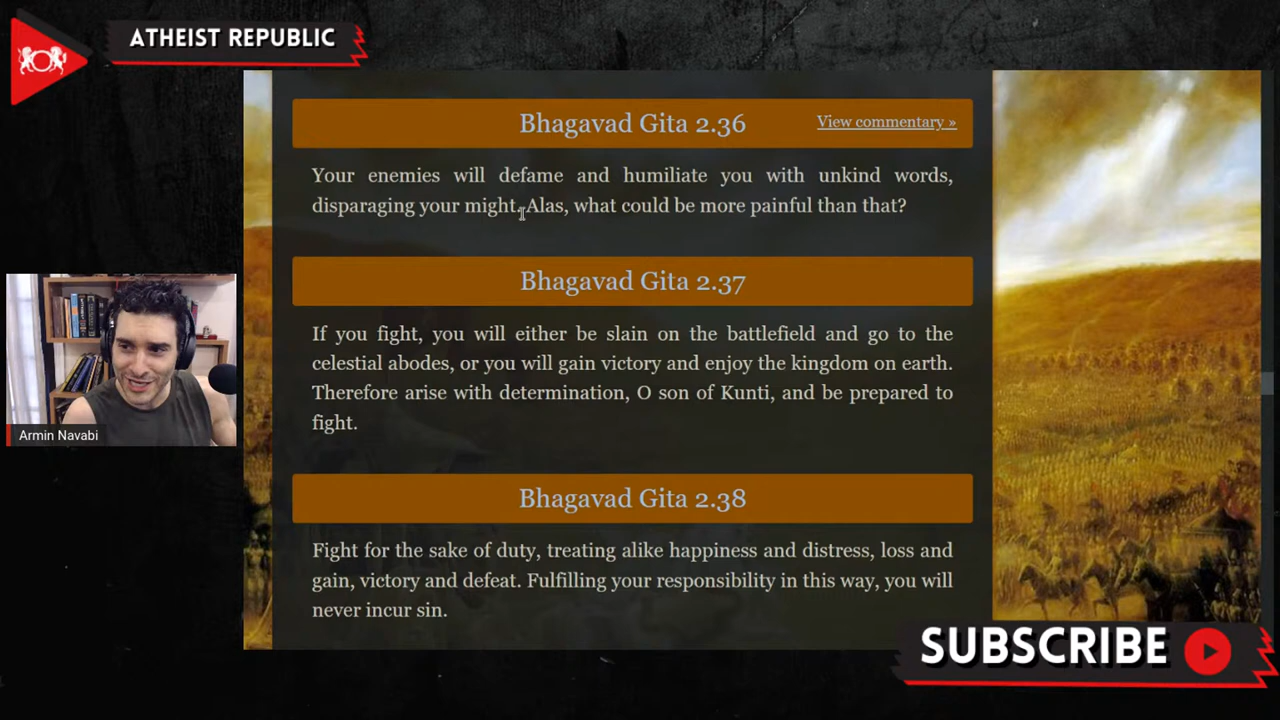 ATHEIST REPUBLIC
Bhagavad Gita 2.36
View commentary »
Your enemies will defame and humiliate you with unkind words,
disparaging your might. Alas, what could be more painful than that?
Bhagavad Gita 2.37
If you fight, you will either be slain on the battlefield and go to the
celestial abodes, or you will gain victory and enjoy the kingdom on earth.
Therefore arise with determination, O son of Kunti, and be prepared to
fight.
Armin Navabi
Bhagavad Gita 2.38
Fight for the sake of duty, treating alike happiness and distress, loss and
gain, victory and defeat. Fulfilling your responsibility in this way, you will
never incur sin.
SUBSCRIBE